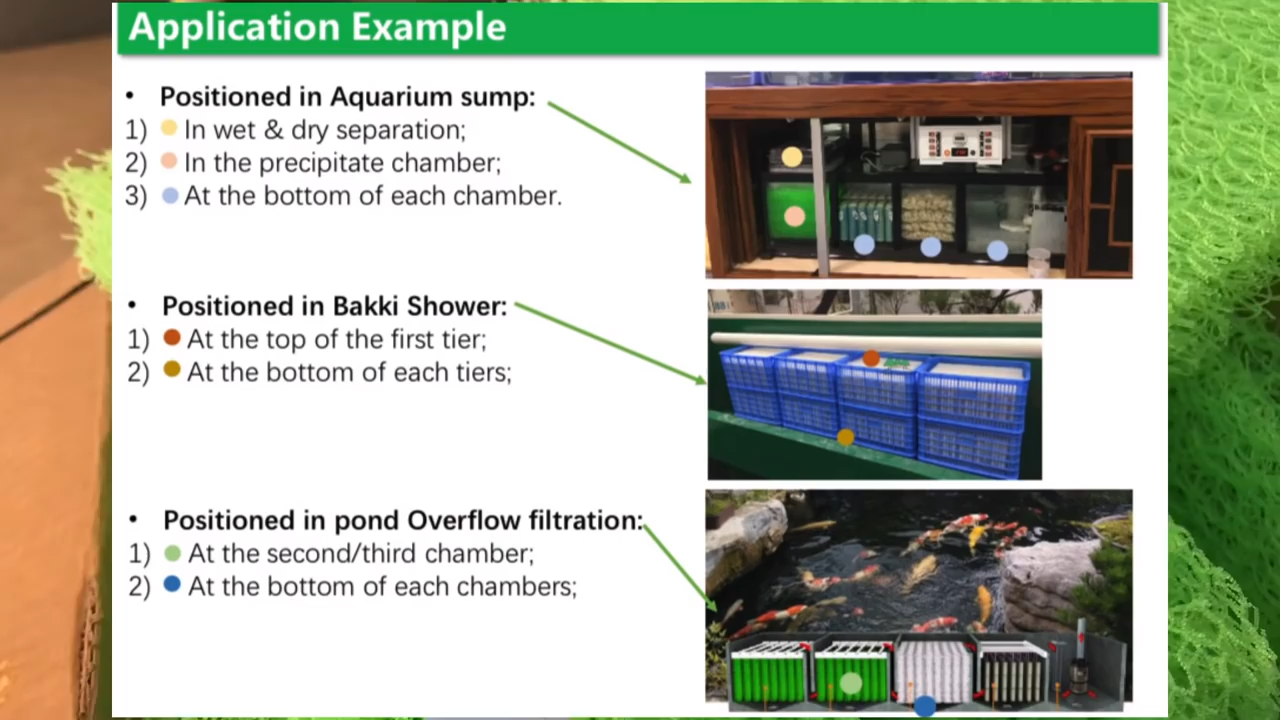 Application Example
• Positioned in Aquarium sump:
1) In wet & dry separation;
2) In the precipitate chamber;
3) At the bottom of each chamber.
• Positioned in Bakki Shower:
1) At the top of the first tier;
2) At the bottom of each tiers;
• Positioned in pond Overflow filtration:
1) At the second/third chamber;
2) At the bottom of each chambers;